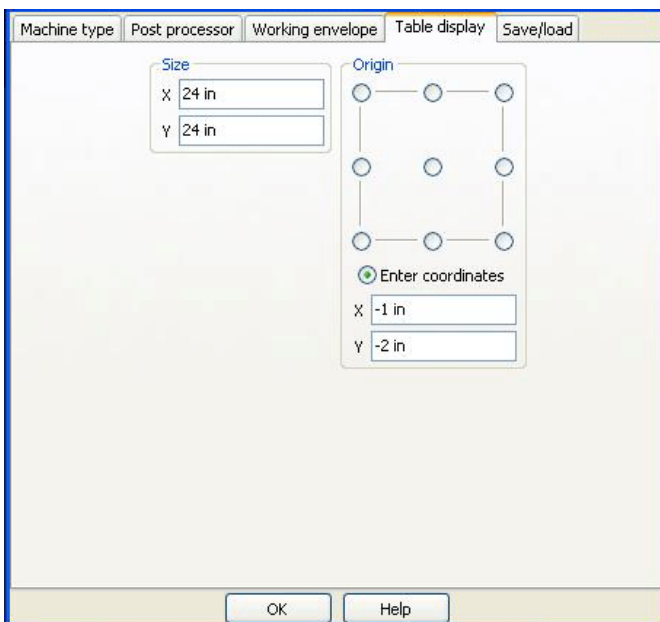 Machine type Post processor Working envelope Table display Save/load
Size
X 24 in
Y 24 in
Origin
Enter coordinates
X -1 in
Y -2 in
OK Help